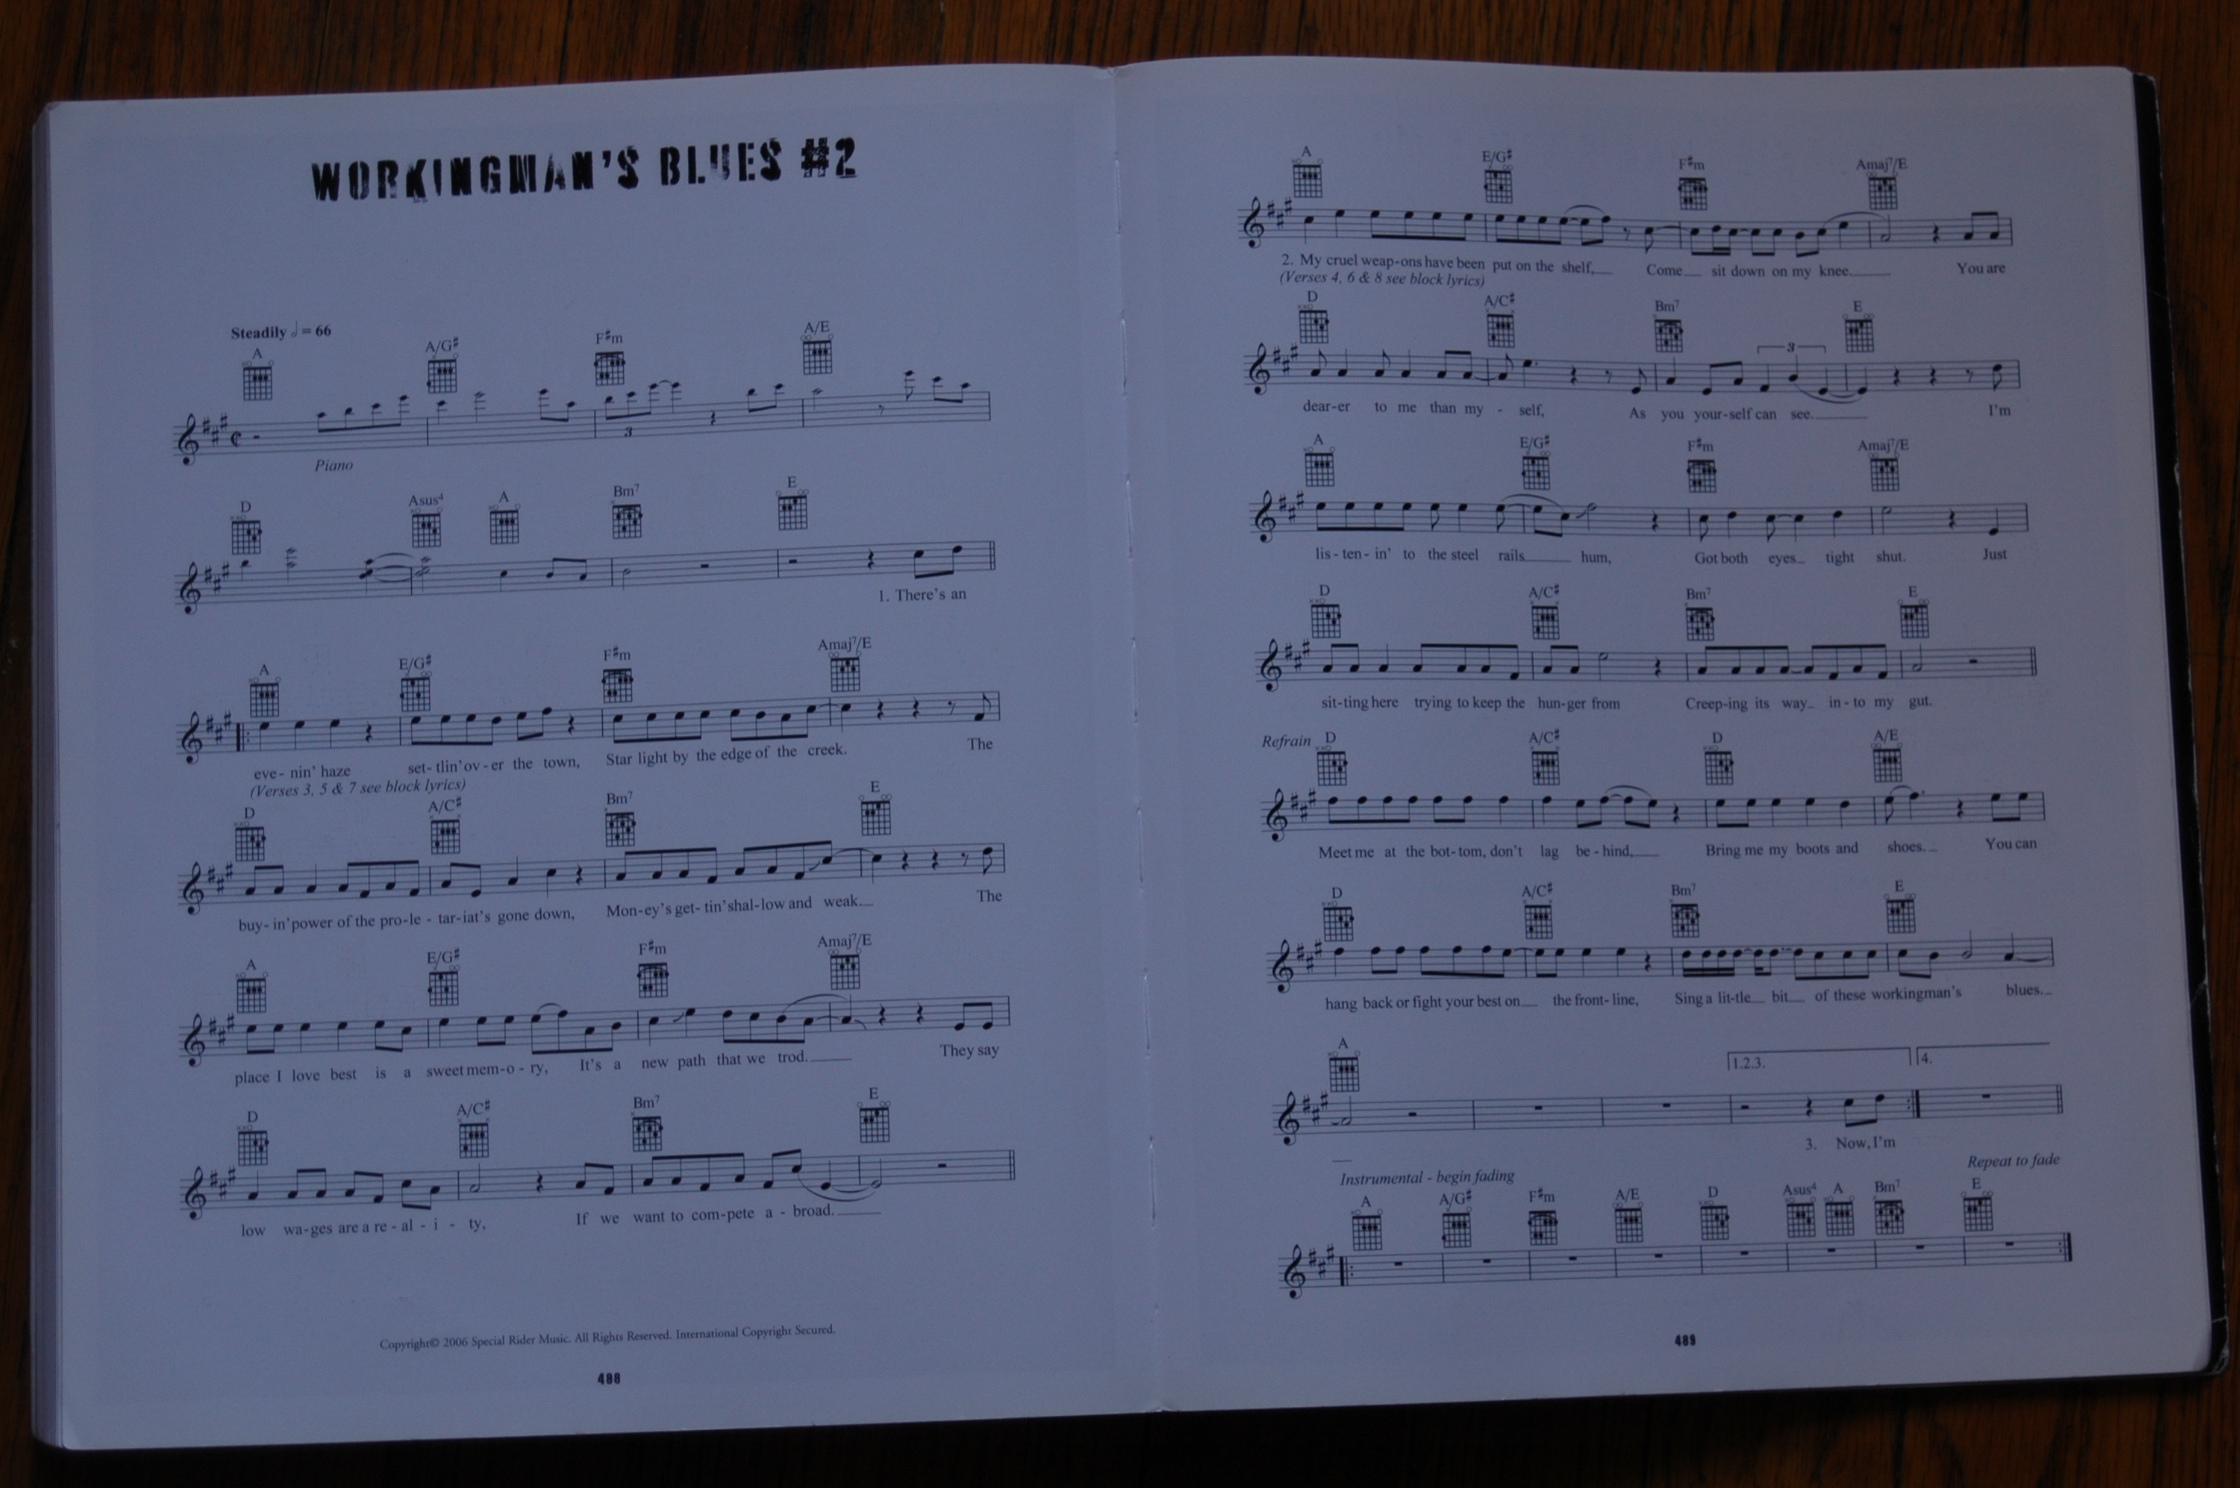 WORKINGMAN'S BLUES #2
Steadily = 66
A A/G♯ F♯m A/E
3
Piano
D Asus4 A Bm7 E
1. There's an
A E/G♯ F♯m Amaj7/E
eve- nin' haze set- tlin' ov - er the town, Star light by the edge of the creek. The
(Verses 3, 5 & 7 see block lyrics)
D A/C♯ Bm7 E
buy- in' power of the pro- le - tar- iat's gone down, Mon- ey's get- tin' shal- low and weak. The
A E/G♯ F♯m Amaj7/E
place I love best is a sweet mem- o - ry, It's a new path that we trod. They say
D A/C♯ Bm7 E
low wa- ges are a re - al - i - ty, If we want to com- pete a - broad.
Copyright© 2006 Special Rider Music. All Rights Reserved. International Copyright Secured.
488
A E/G♯ F♯m Amaj7/E
2. My cruel weap- ons have been put on the shelf, Come sit down on my knee. You are
(Verses 4, 6 & 8 see block lyrics)
D A/C♯ Bm7 E
3
dear- er to me than my - self, As you your- self can see. I'm
A E/G♯ F♯m Amaj7/E
lis - ten - in' to the steel rails hum, Got both eyes tight shut. Just
D A/C♯ Bm7 E
sit- ting here trying to keep the hun- ger from Creep- ing its way in - to my gut.
Refrain D A/C♯ D A/E
Meet me at the bot- tom, don't lag be - hind, Bring me my boots and shoes. You can
D A/C♯ Bm7 E
hang back or fight your best on the front- line, Sing a lit- tle bit of these workingman's blues.
A
1.2.3. 4.
3. Now, I'm
Instrumental - begin fading Repeat to fade
A A/G♯ F♯m A/E D Asus4 A Bm7 E
489